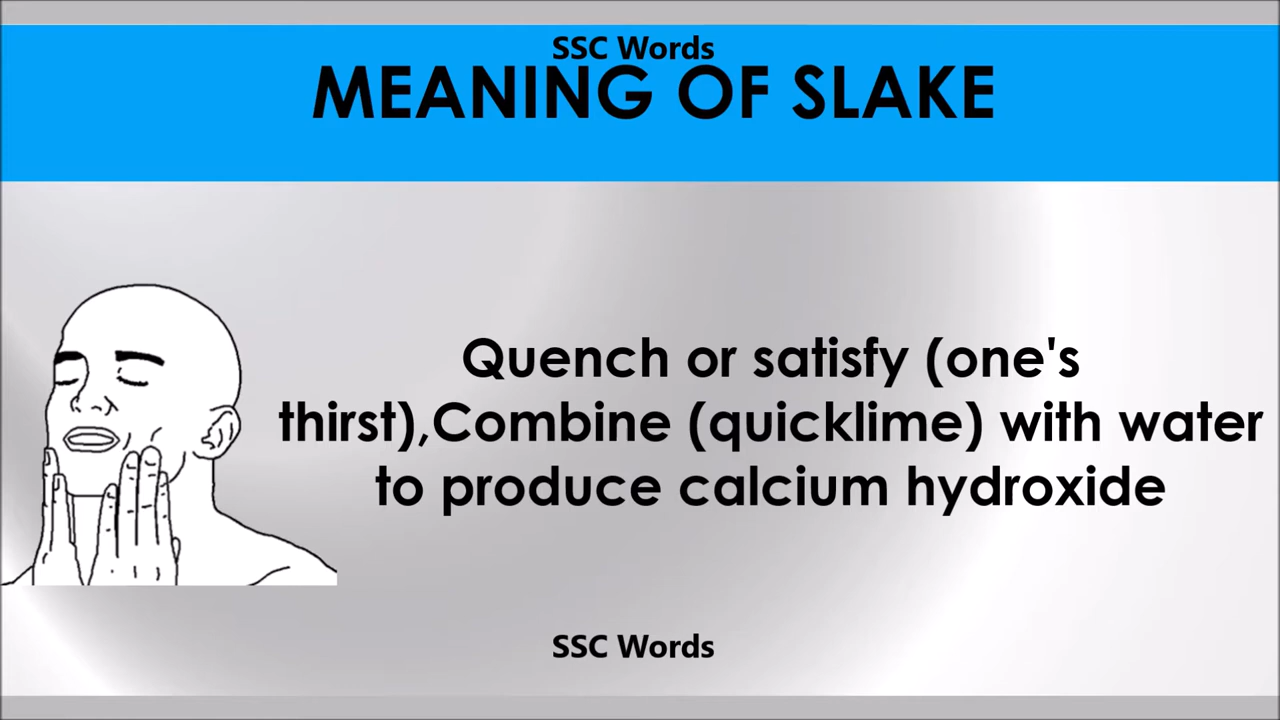 SSC Words
MEANING OF SLAKE
Quench or satisfy (one's
thirst),Combine (quicklime) with water
to produce calcium hydroxide
SSC Words